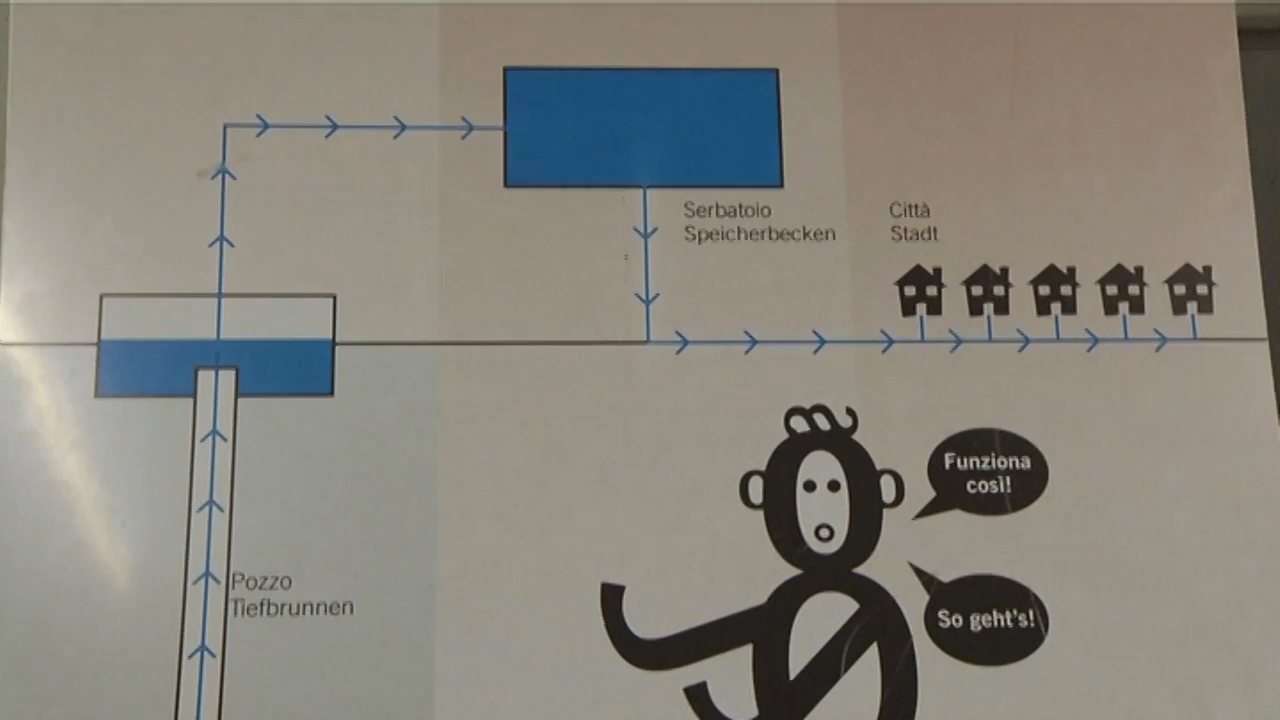 Serbatoio
Speicherbecken
Città
Stadt
Funziona
così!
Pozzo
Tiefbrunnen
So geht's!